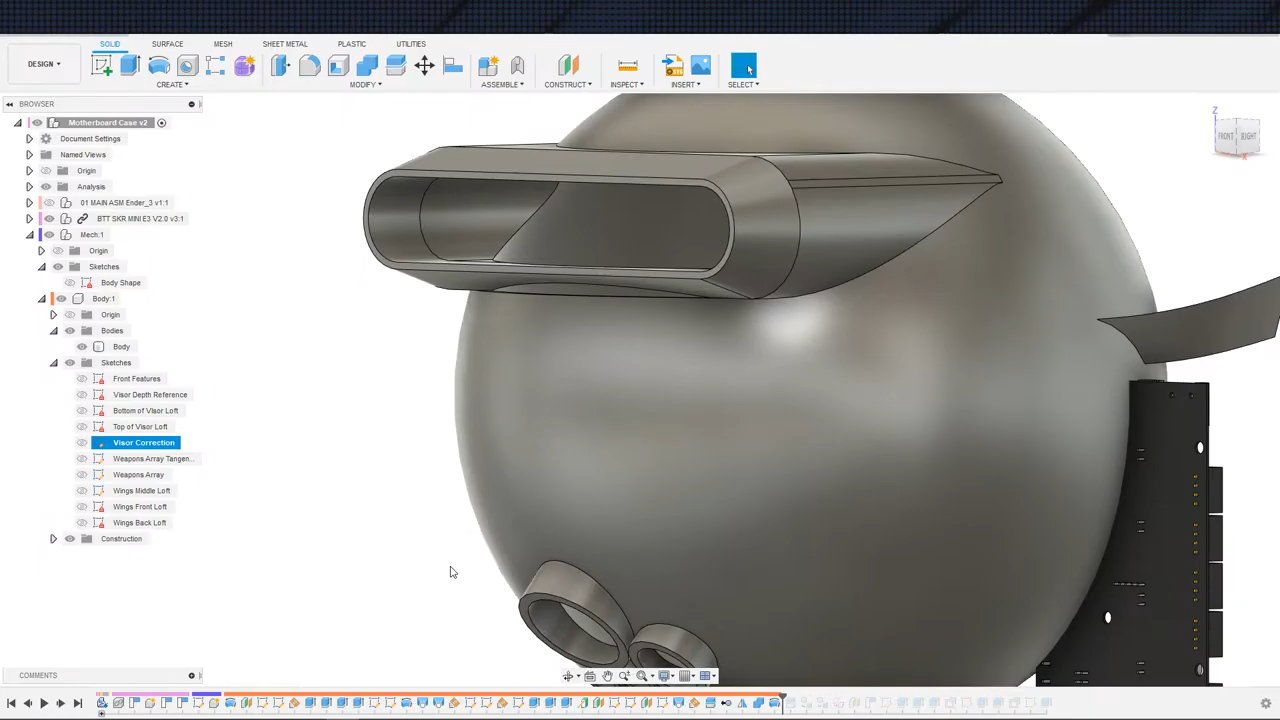 SOLID SURFACE MESH SHEET METAL PLASTIC UTILITIES
DESIGN
CREATE MODIFY ASSEMBLE CONSTRUCT INSPECT INSERT SELECT
BROWSER
Motherboard Case v2
Document Settings
Named Views
Origin
Analysis
01 MAIN ASM Ender_3 v1:1
BTT SKR MINI E3 V2.0 v3:1
Mech:1
Origin
Sketches
Body Shape
Body:1
Origin
Bodies
Body
Sketches
Front Features
Visor Depth Reference
Bottom of Visor Loft
Top of Visor Loft
Visor Correction
Weapons Array Tangen...
Weapons Array
Wings Middle Loft
Wings Front Loft
Wings Back Loft
Construction
Z
FRONT RIGHT
X
COMMENTS